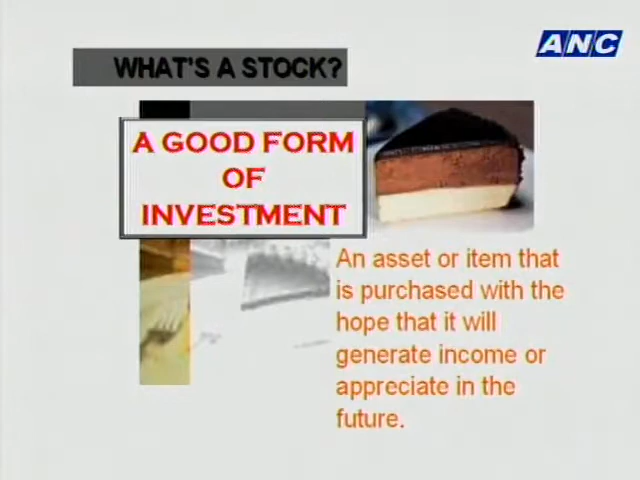 ANC
WHAT'S A STOCK?
A GOOD FORM
OF
INVESTMENT
An asset or item that
is purchased with the
hope that it will
generate income or
appreciate in the
future.